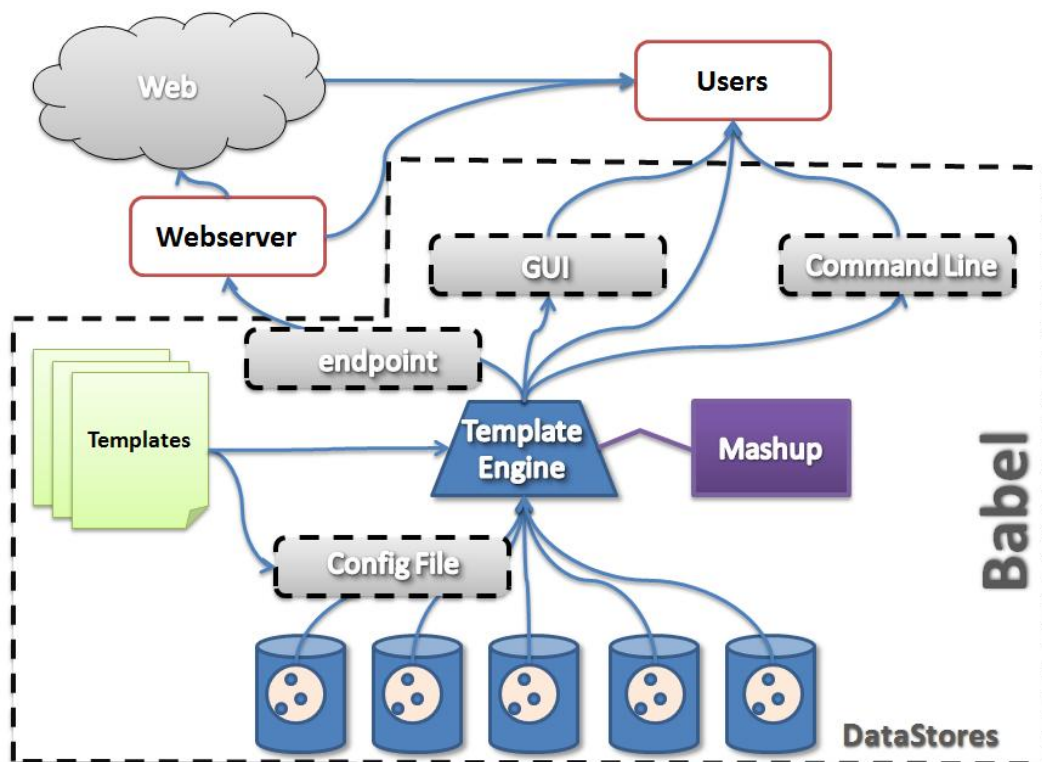 Web
Users
Webserver
GUI
Command Line
endpoint
Templates
Template
Engine
Mashup
Babel
Config File
DataStores